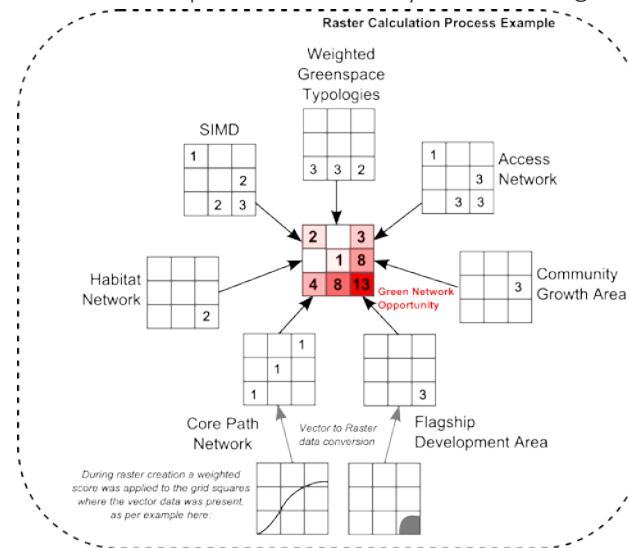 Raster Calculation Process Example
Weighted
Greenspace
Typologies
3 3 2
SIMD
1
2
2 3
Access
Network
1
3
3 3
2 3
1 8
4 8 13
Green Network
Opportunity
Habitat
Network
2
Community
Growth Area
3
1
1
1
Core Path
Network
3
Flagship
Development Area
Vector to Raster
data conversion
During raster creation a weighted
score was applied to the grid squares
where the vector data was present,
as per example here: